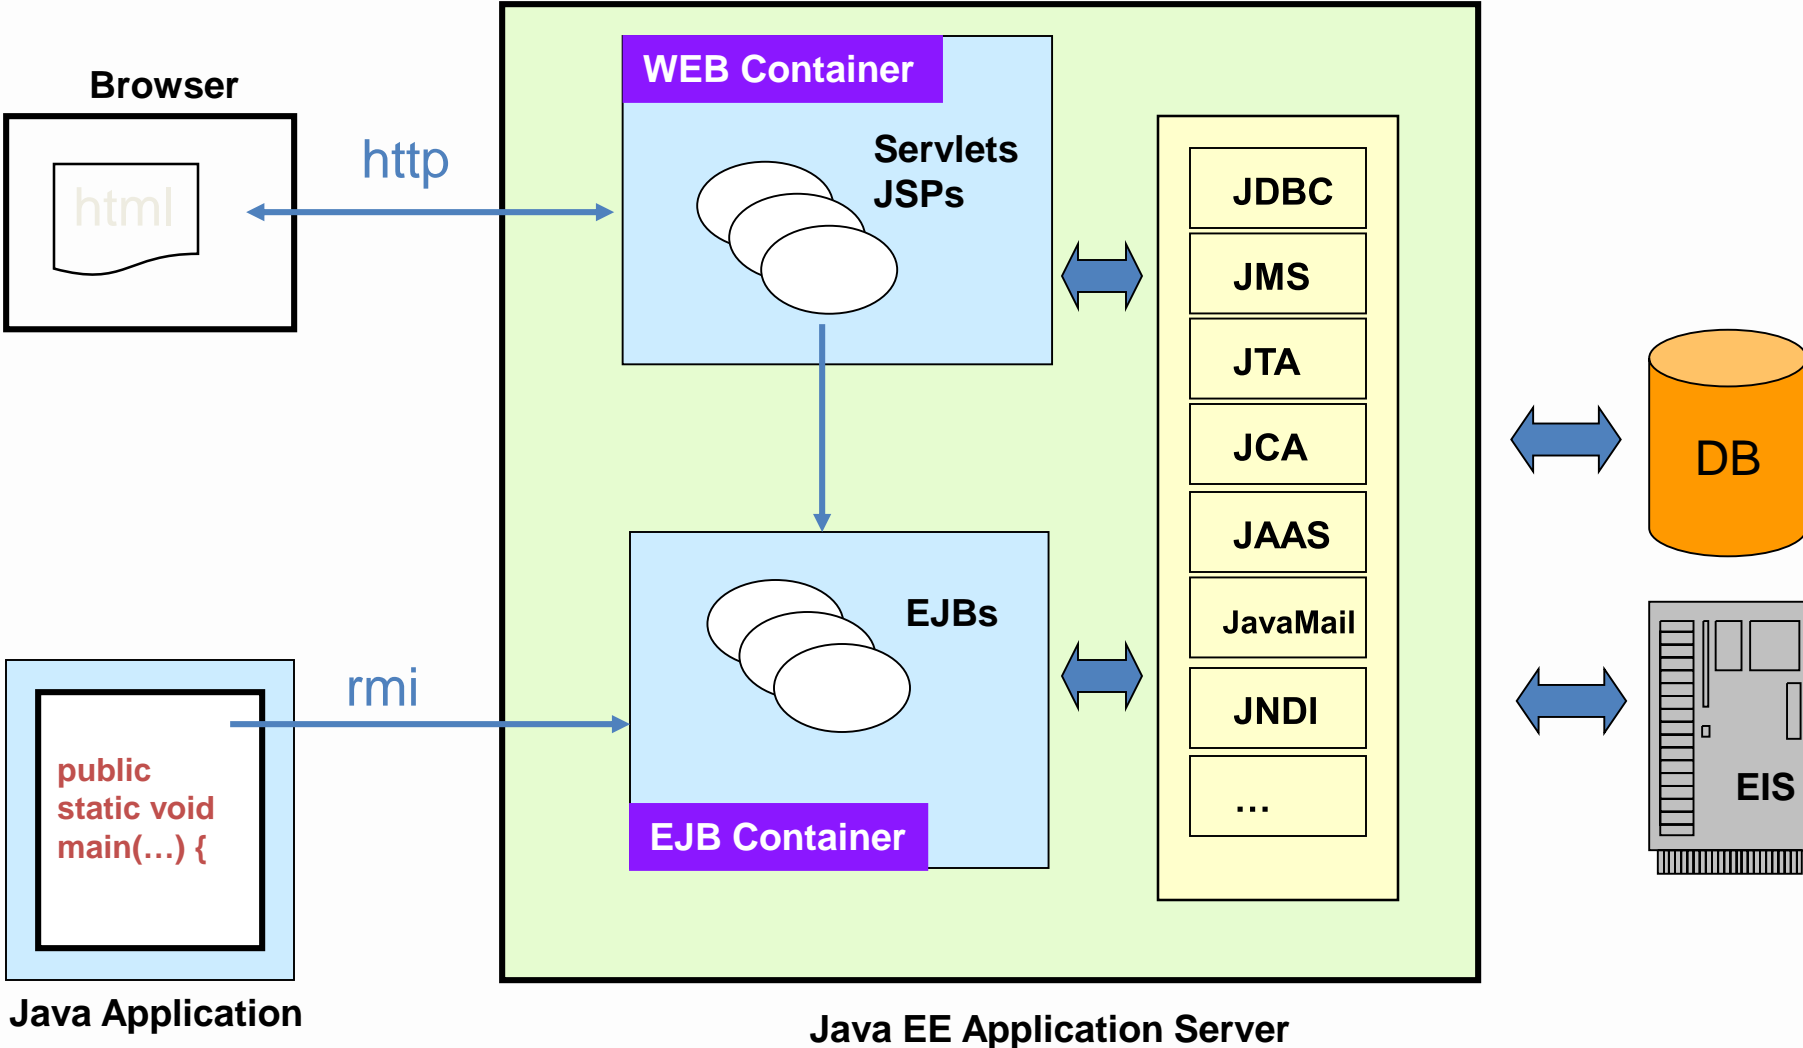 Browser
html
http
WEB Container
Servlets
JSPs
JDBC
JMS
JTA
JCA
JAAS
JavaMail
JNDI
…
DB
EIS
rmi
EJBs
EJB Container
public
static void
main(…) {
Java Application
Java EE Application Server